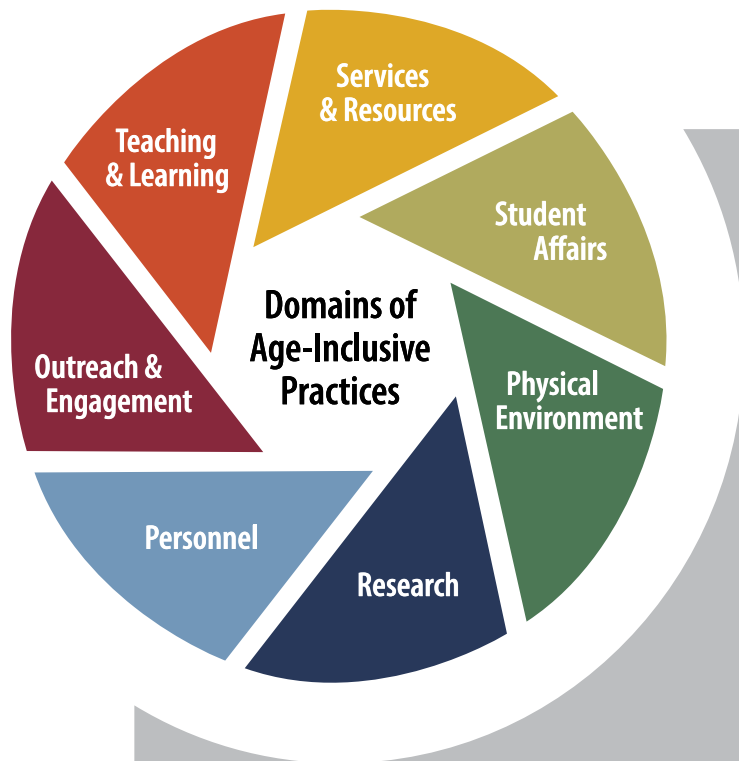 Services
& Resources
Teaching
& Learning
Student
Affairs
Domains of
Age-Inclusive
Practices
Outreach &
Engagement
Physical
Environment
Personnel
Research